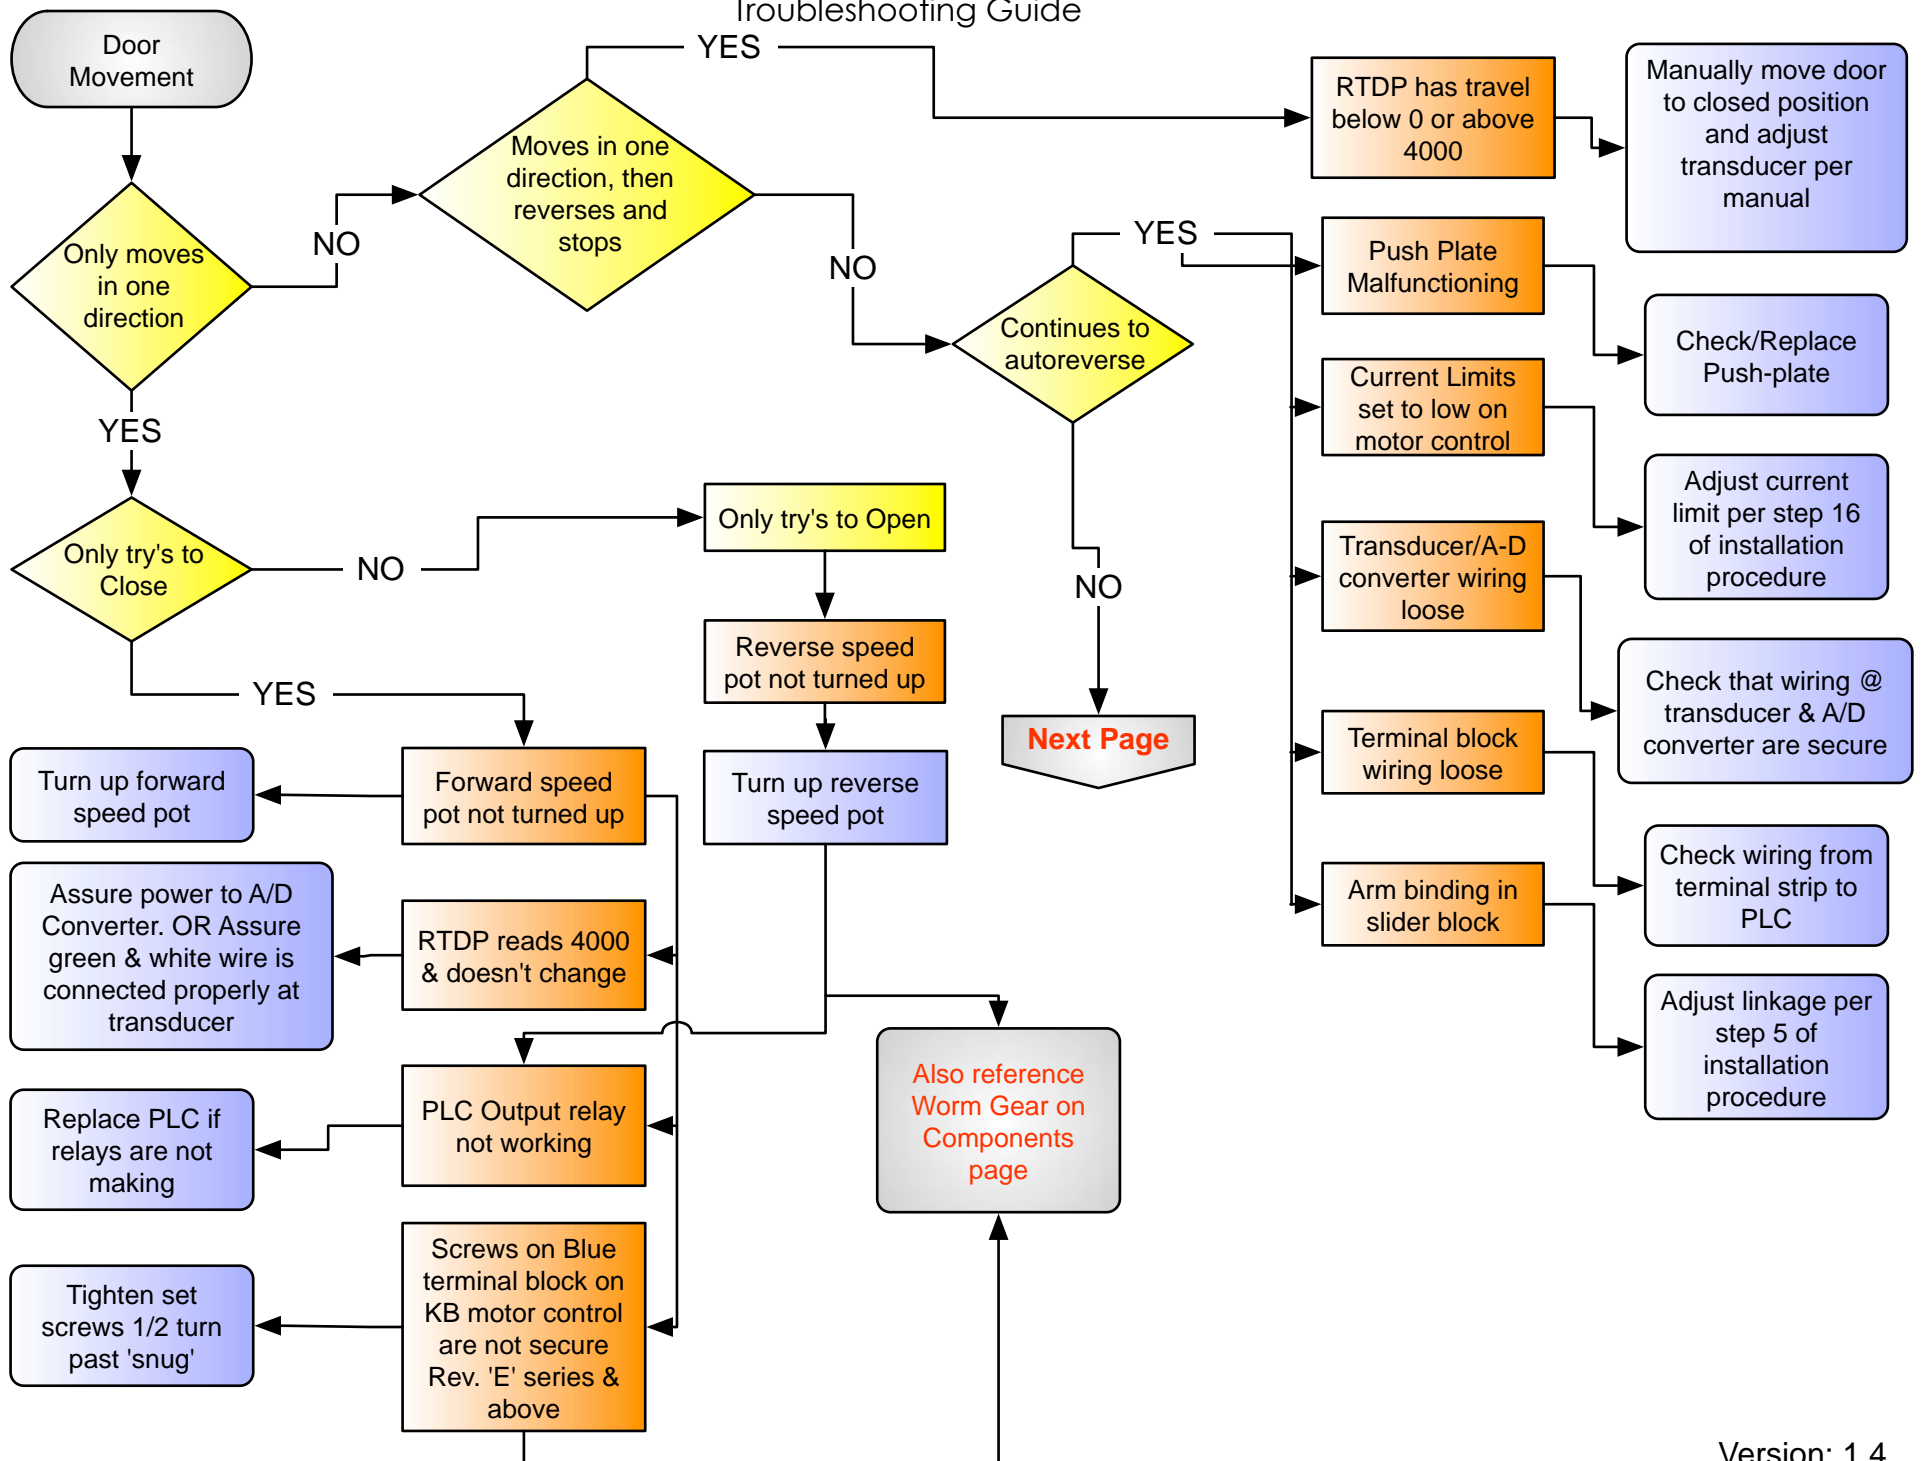 Troubleshooting Guide
Door
Movement
YES
Moves in one
direction, then
reverses and
stops
RTDP has travel
below 0 or above
4000
Manually move door
to closed position
and adjust
transducer per
manual
Only moves
in one
direction
NO
NO
YES
Continues to
autoreverse
Push Plate
Malfunctioning
Check/Replace
Push-plate
Current Limits
set to low on
motor control
Adjust current
limit per step 16
of installation
procedure
YES
Only try's to
Close
NO
Only try's to Open
NO
Transducer/A-D
converter wiring
loose
Check that wiring @
transducer & A/D
converter are secure
Reverse speed
pot not turned up
YES
Next Page
Terminal block
wiring loose
Check wiring from
terminal strip to
PLC
Turn up forward
speed pot
Forward speed
pot not turned up
Turn up reverse
speed pot
Arm binding in
slider block
Adjust linkage per
step 5 of
installation
procedure
Assure power to A/D
Converter. OR Assure
green & white wire is
connected properly at
transducer
RTDP reads 4000
& doesn't change
Also reference
Worm Gear on
Components
page
Replace PLC if
relays are not
making
PLC Output relay
not working
Tighten set
screws 1/2 turn
past 'snug'
Screws on Blue
terminal block on
KB motor control
are not secure
Rev. 'E' series &
above
Version: 1.4